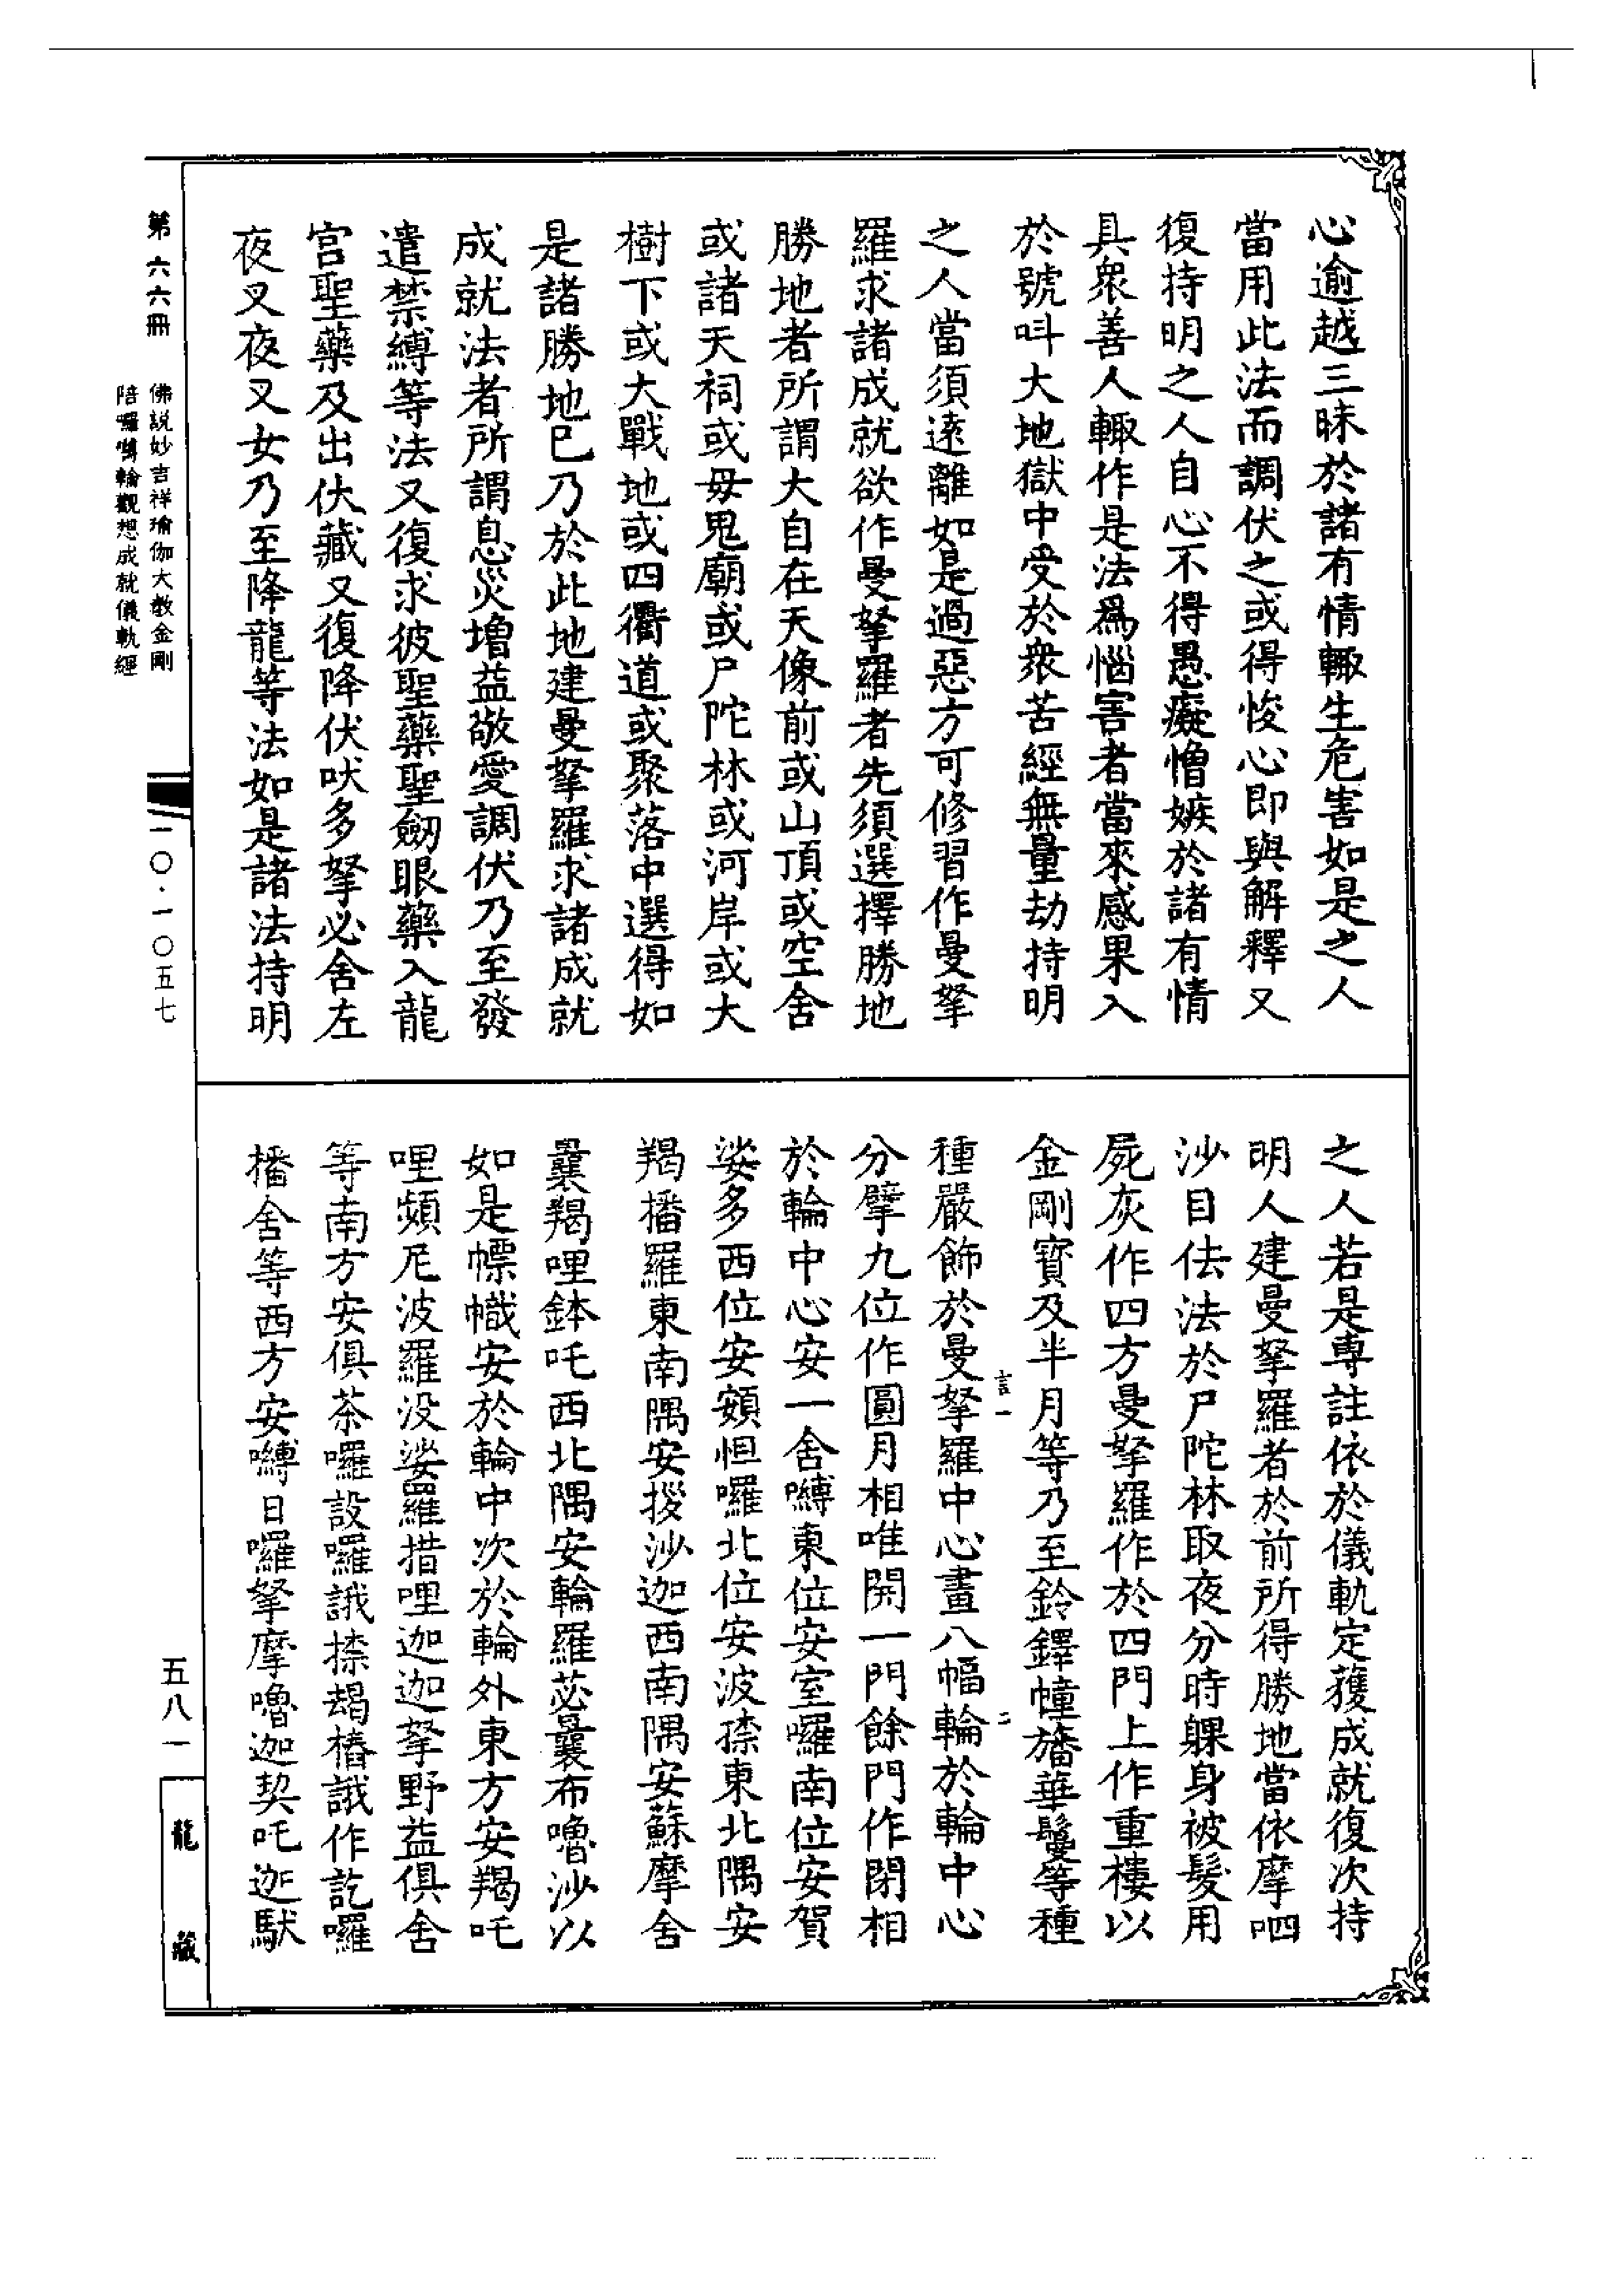 心逾越三昧於諸有情輙生危害如是之人
當用此法而調伏之或得悛心即與解釋又
復持明之人自心不得愚癡憎嫉於諸有情
具衆善人輙作是法爲惱害者當來感果入
於號呌大地獄中受於衆苦經無量劫持明
之人當須遠離如是過惡方可修習作曼拏
羅求諸成就欲作曼拏羅者先須選擇勝地
勝地者所謂大自在天像前或山頂或空舍
或諸天祠或毋鬼廟或尸陀林或河岸或大
樹下或大戰地或四衢道或聚落中選得如
是諸勝地已乃於此地建曼拏羅求諸成就
成就法者所謂息災增益敬愛調伏乃至發
遣禁縛等法又復求彼聖藥聖劒眼藥入龍
宮聖藥及出伏藏又復降伏吠多拏必舍左
夜叉夜叉女乃至降龍等法如是諸法持明
之人若是專註依於儀軌定獲成就復次持
明人建曼拏羅者於前所得勝地當依摩呬
沙目佉法於尸陀林取夜分時躶身被髮用
屍灰作四方曼拏羅作於四門上作重樓以
金剛寶及半月等乃至鈴鐸幢旛華鬘等種
言一
二
種嚴飾於曼拏羅中心畫八幅輪於輪中心
分擘九位作圓月相唯開一門餘門作閉相
於輪中心安一舍嚩東位安室囉南位安賀
娑多西位安頞怛囉北位安波捺東北隅安
羯播羅東南隅安拶沙迦西南隅安蘇摩舍
曩羯哩鉢吒西北隅安輪羅苾曩布嚕沙以
如是幖幟安於輪中次於輪外東方安羯吒
哩頻尼波羅沒娑羅措哩迦迦拏野益俱舍
等南方安俱茶囉設囉誐捺朅樁誐作訖囉
播舍等西方安嚩日囉拏摩嚕迦契吒迦馱
第六六冊
佛說妙吉祥瑜伽大教金剛
陪囉嚩輪觀想成就儀軌經
一〇·一〇五七
五八一
龍藏